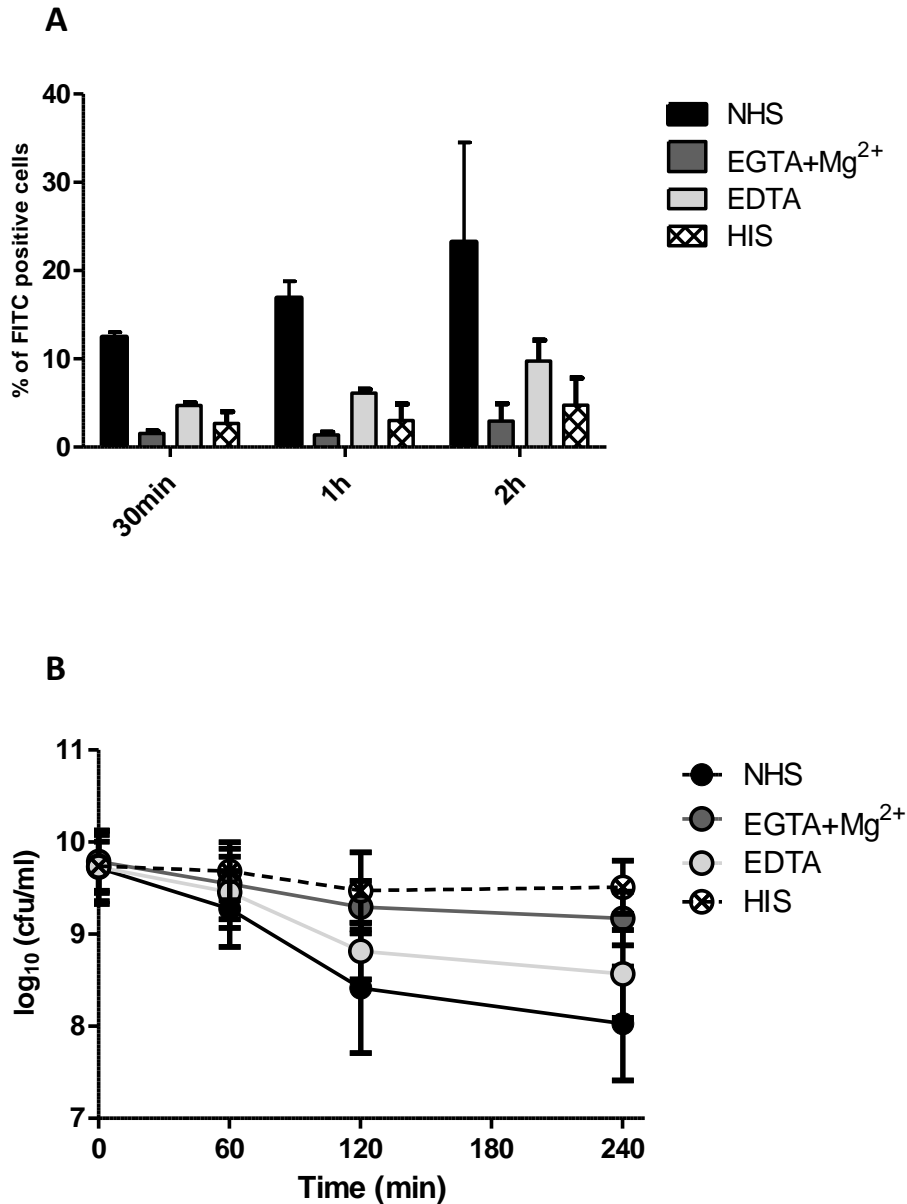 A
% of FITC positive cells
40
30
20
10
0
30min
1h
2h
NHS
EGTA+Mg²⁺
EDTA
HIS
B
log₁₀ (cfu/ml)
11
10
9
8
7
0
60
120
180
240
Time (min)
NHS
EGTA+Mg²⁺
EDTA
HIS